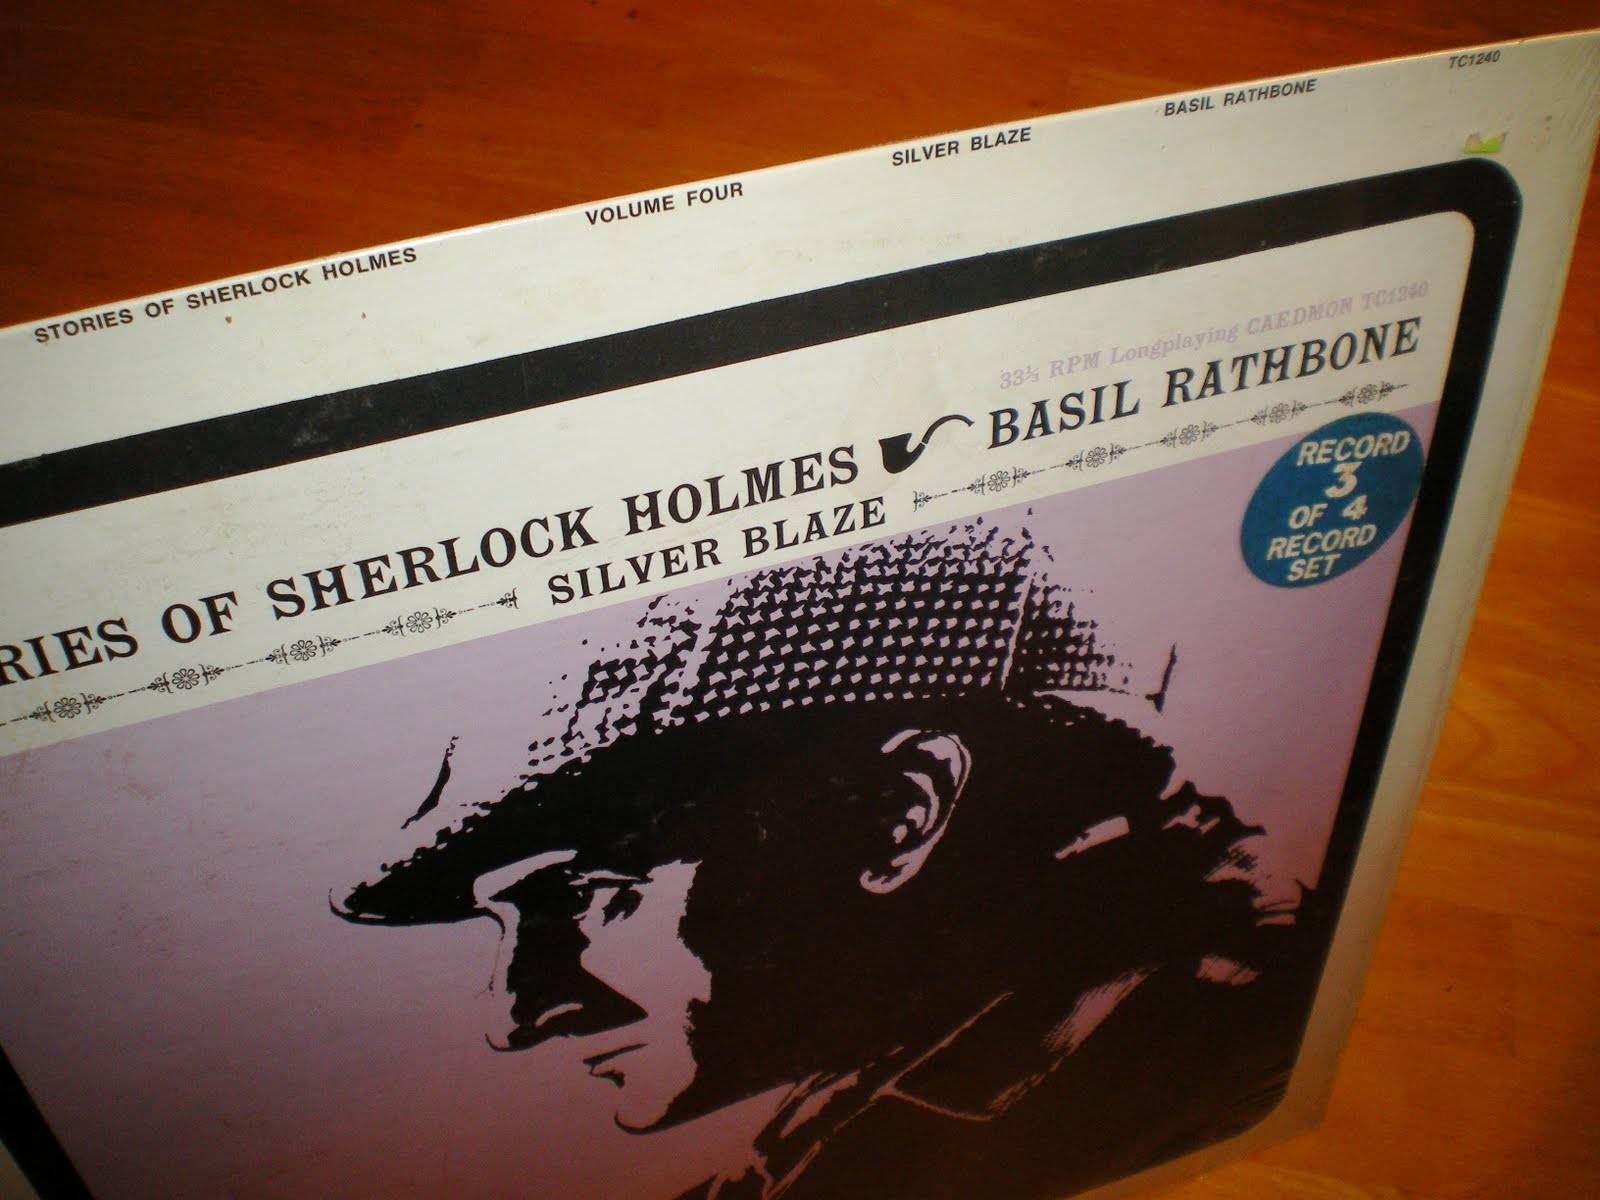 STORIES OF SHERLOCK HOLMES VOLUME FOUR SILVER BLAZE BASIL RATHBONE TC1240
33⅓ RPM Longplaying CAEDMON TC1240
RIES OF SHERLOCK HOLMES BASIL RATHBONE
SILVER BLAZE
RECORD
3
OF 4
RECORD
SET